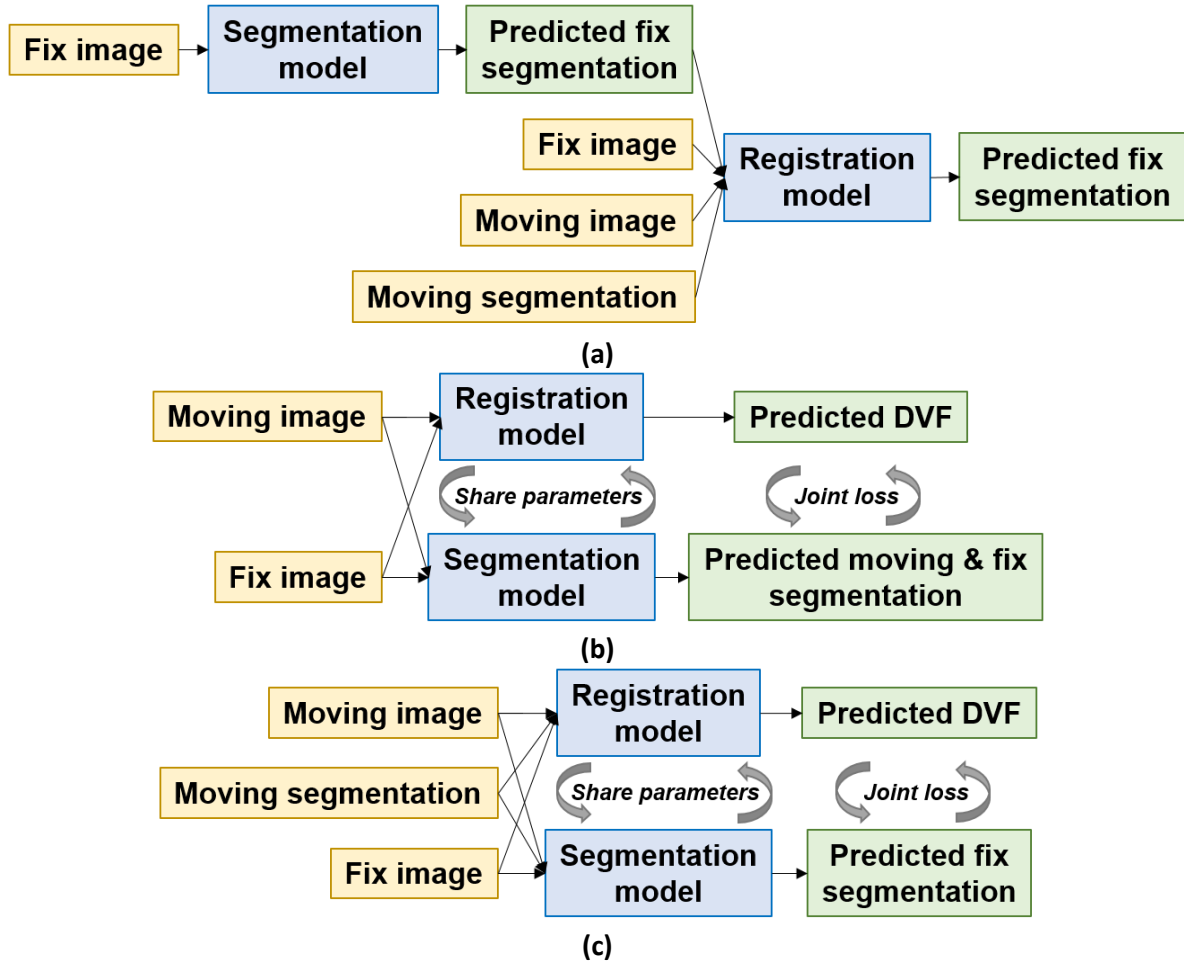 Fix image
Segmentation
model
Predicted fix
segmentation
Fix image
Moving image
Moving segmentation
Registration
model
Predicted fix
segmentation
(a)
Moving image
Fix image
Registration
model
Share parameters
Segmentation
model
Predicted DVF
Joint loss
Predicted moving & fix
segmentation
(b)
Moving image
Moving segmentation
Fix image
Registration
model
Share parameters
Segmentation
model
Predicted DVF
Joint loss
Predicted fix
segmentation
(c)